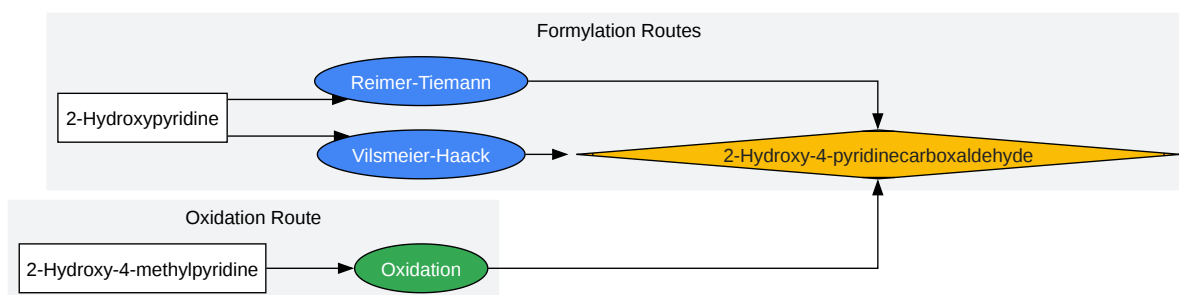 Formylation Routes
Reimer-Tiemann
2-Hydroxypyridine
Vilsmeier-Haack
2-Hydroxy-4-pyridinecarboxaldehyde
Oxidation Route
2-Hydroxy-4-methylpyridine
Oxidation